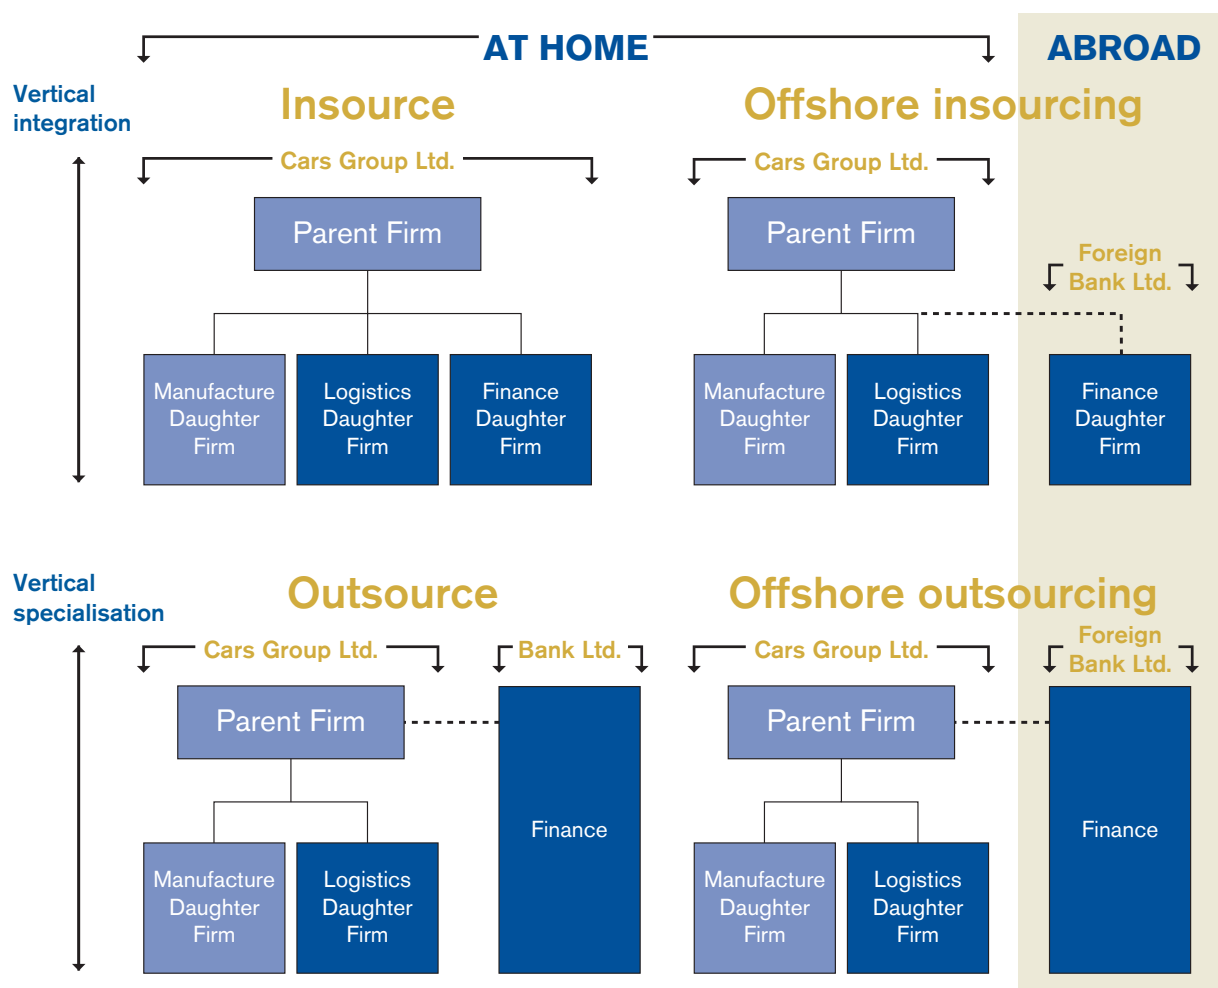 AT HOME
ABROAD
Vertical
integration
Insource
Offshore insourcing
Cars Group Ltd.
Parent Firm
Manufacture
Daughter
Firm
Logistics
Daughter
Firm
Finance
Daughter
Firm
Cars Group Ltd.
Parent Firm
Manufacture
Daughter
Firm
Logistics
Daughter
Firm
Foreign
Bank Ltd.
Finance
Daughter
Firm
Vertical
specialisation
Outsource
Offshore outsourcing
Cars Group Ltd.
Parent Firm
Manufacture
Daughter
Firm
Logistics
Daughter
Firm
Bank Ltd.
Finance
Cars Group Ltd.
Parent Firm
Manufacture
Daughter
Firm
Logistics
Daughter
Firm
Foreign
Bank Ltd.
Finance